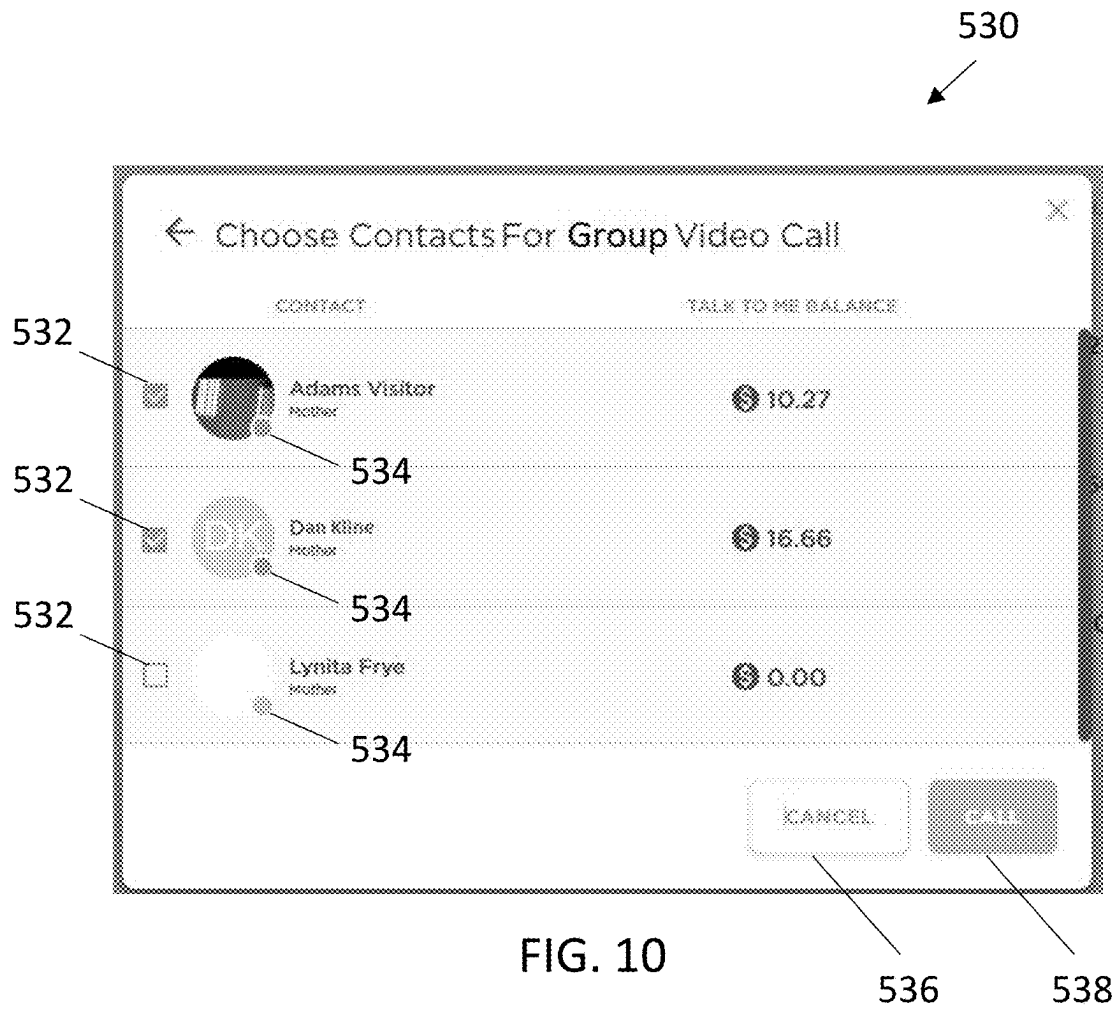 530
← Choose Contacts For Group Video Call ×
CONTACT TALK TO ME BALANCE
532
Adams Visitor
Mother
$ 10.27
534
532
DK
Dan Kline
Mother
$ 16.66
534
532
Lynita Frye
Mother
$ 0.00
534
CANCEL CALL
FIG. 10
536 538